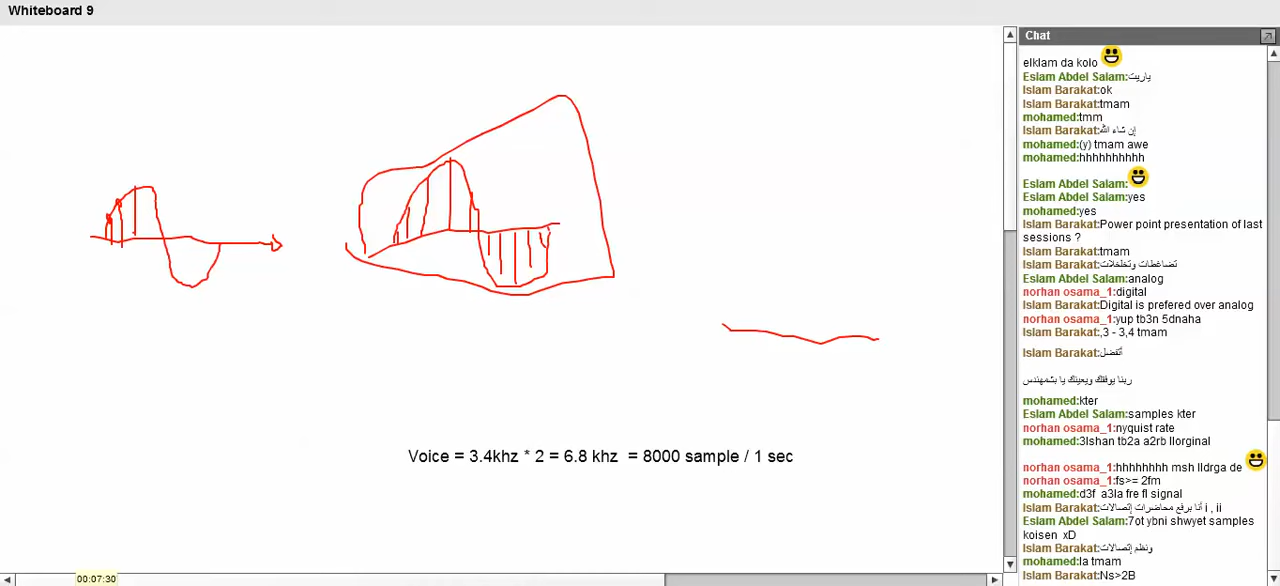 Whiteboard 9
Voice = 3.4khz * 2 = 6.8 khz = 8000 sample / 1 sec
00:07:30
Chat
elklam da kolo
Eslam Abdel Salam:ياريت
Islam Barakat:ok
Islam Barakat:tmam
mohamed:tmm
Islam Barakat:إن شاء الله
mohamed:(y) tmam awe
mohamed:hhhhhhhhhh
Eslam Abdel Salam:
Eslam Abdel Salam:yes
mohamed:yes
Islam Barakat:Power point presentation of last
sessions ?
Islam Barakat:tmam
Islam Barakat:تضاغطات وتخلخلات
Eslam Abdel Salam:analog
norhan osama_1:digital
Islam Barakat:Digital is prefered over analog
norhan osama_1:yup tb3n 5dnaha
Islam Barakat:,3 - 3,4 tmam
Islam Barakat:أتفضل
ربنا يوفقك ويعينك يا بشمهندس
mohamed:kter
Eslam Abdel Salam:samples kter
norhan osama_1:nyquist rate
mohamed:3lshan tb2a a2rb llorginal
norhan osama_1:hhhhhhhh msh lldrga de
norhan osama_1:fs>= 2fm
mohamed:d3f a3la fre fl signal
Islam Barakat:أنا برفع محاضرات إتصالات i , ii
Eslam Abdel Salam:7ot ybni shwyet samples
koisen xD
Islam Barakat:ونظم إتصالات
mohamed:la tmam
Islam Barakat:Ns>2B